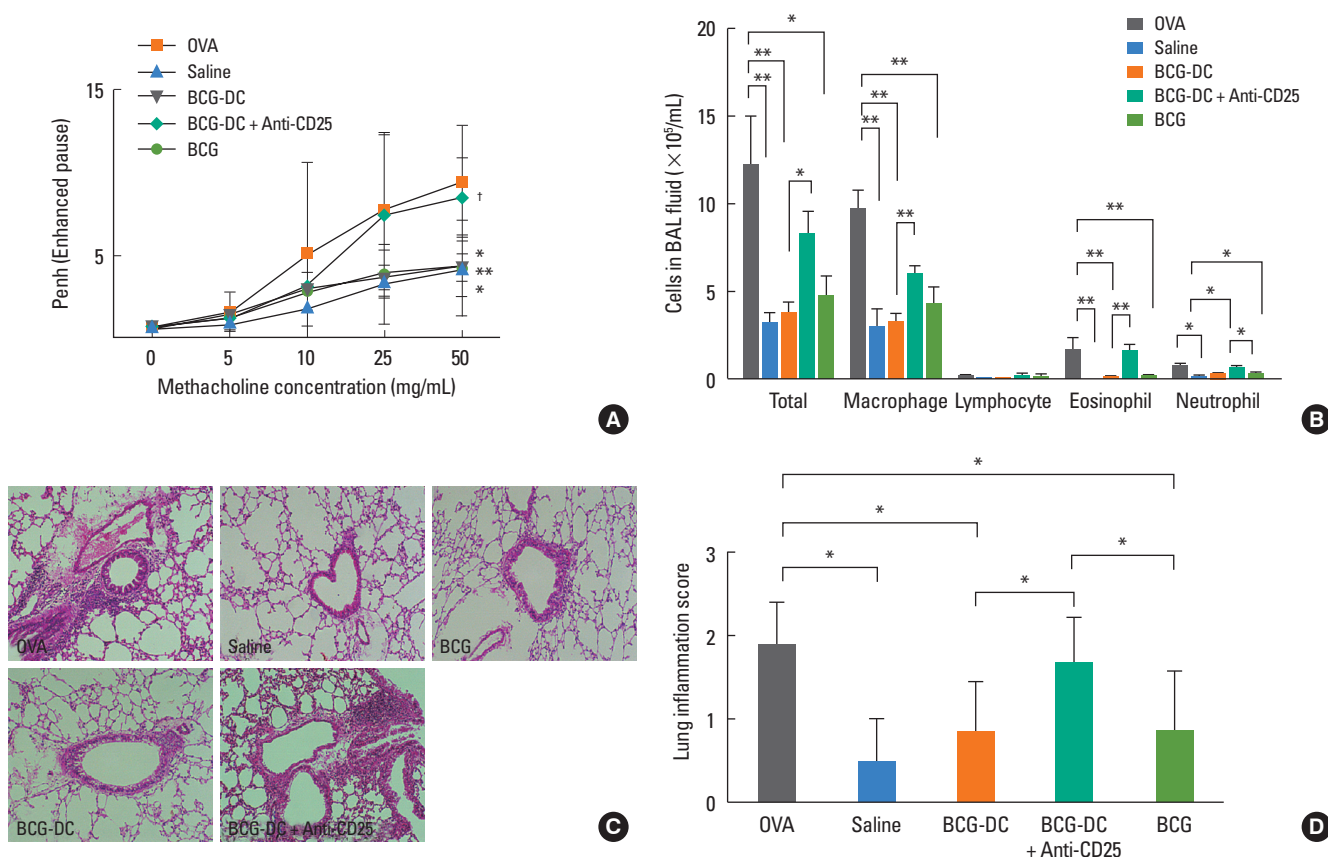 OVA
Saline
BCG-DC
BCG-DC + Anti-CD25
BCG
15
5
Penh (Enhanced pause)
†
*
**
*
0 5 10 25 50
Methacholine concentration (mg/mL)
A
OVA
Saline
BCG-DC
BCG-DC + Anti-CD25
BCG
20
15
10
5
0
Cells in BAL fluid (×10⁵/mL)
*
**
**
*
**
**
**
**
**
**
**
**
*
*
*
*
Total Macrophage Lymphocyte Eosinophil Neutrophil
B
OVA
Saline
BCG
BCG-DC
BCG-DC + Anti-CD25
C
*
*
*
*
*
3
2
1
0
Lung inflammation score
OVA Saline BCG-DC BCG-DC BCG
+ Anti-CD25
D